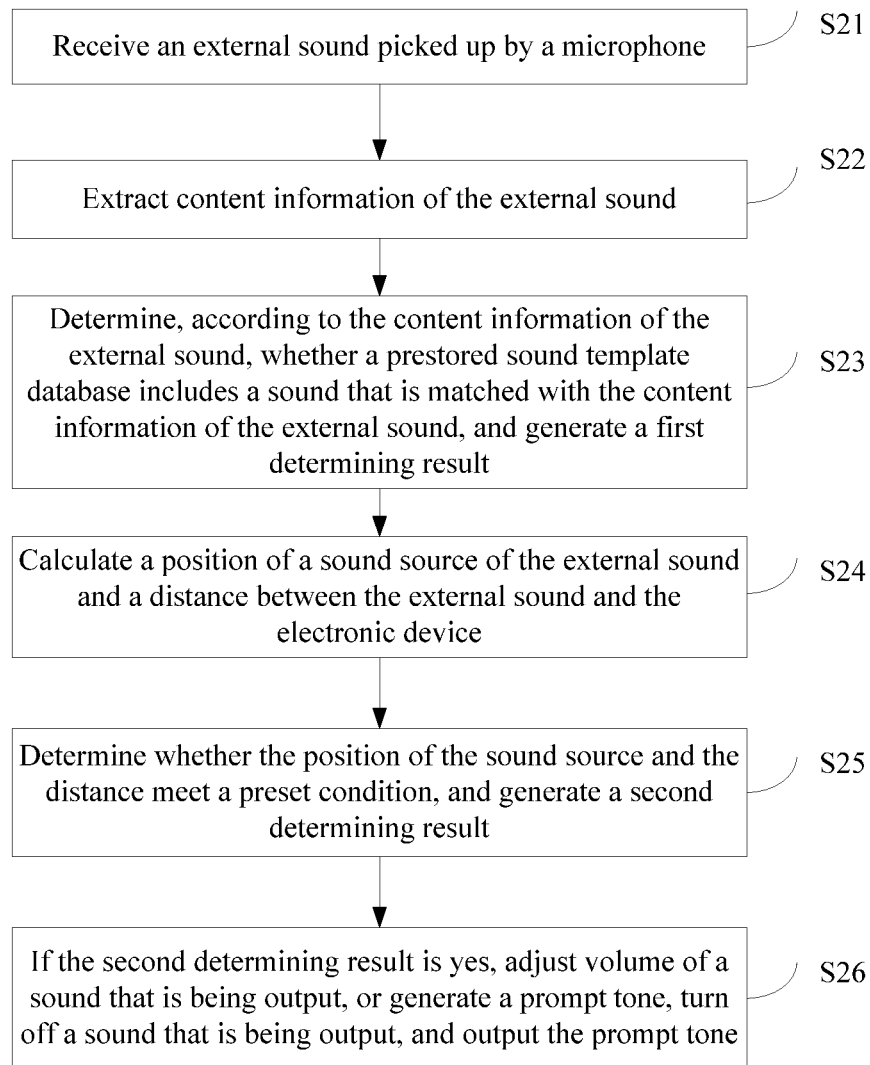 Receive an external sound picked up by a microphone
S21
Extract content information of the external sound
S22
Determine, according to the content information of the
external sound, whether a prestored sound template
database includes a sound that is matched with the content
information of the external sound, and generate a first
determining result
S23
Calculate a position of a sound source of the external sound
and a distance between the external sound and the
electronic device
S24
Determine whether the position of the sound source and the
distance meet a preset condition, and generate a second
determining result
S25
If the second determining result is yes, adjust volume of a
sound that is being output, or generate a prompt tone, turn
off a sound that is being output, and output the prompt tone
S26